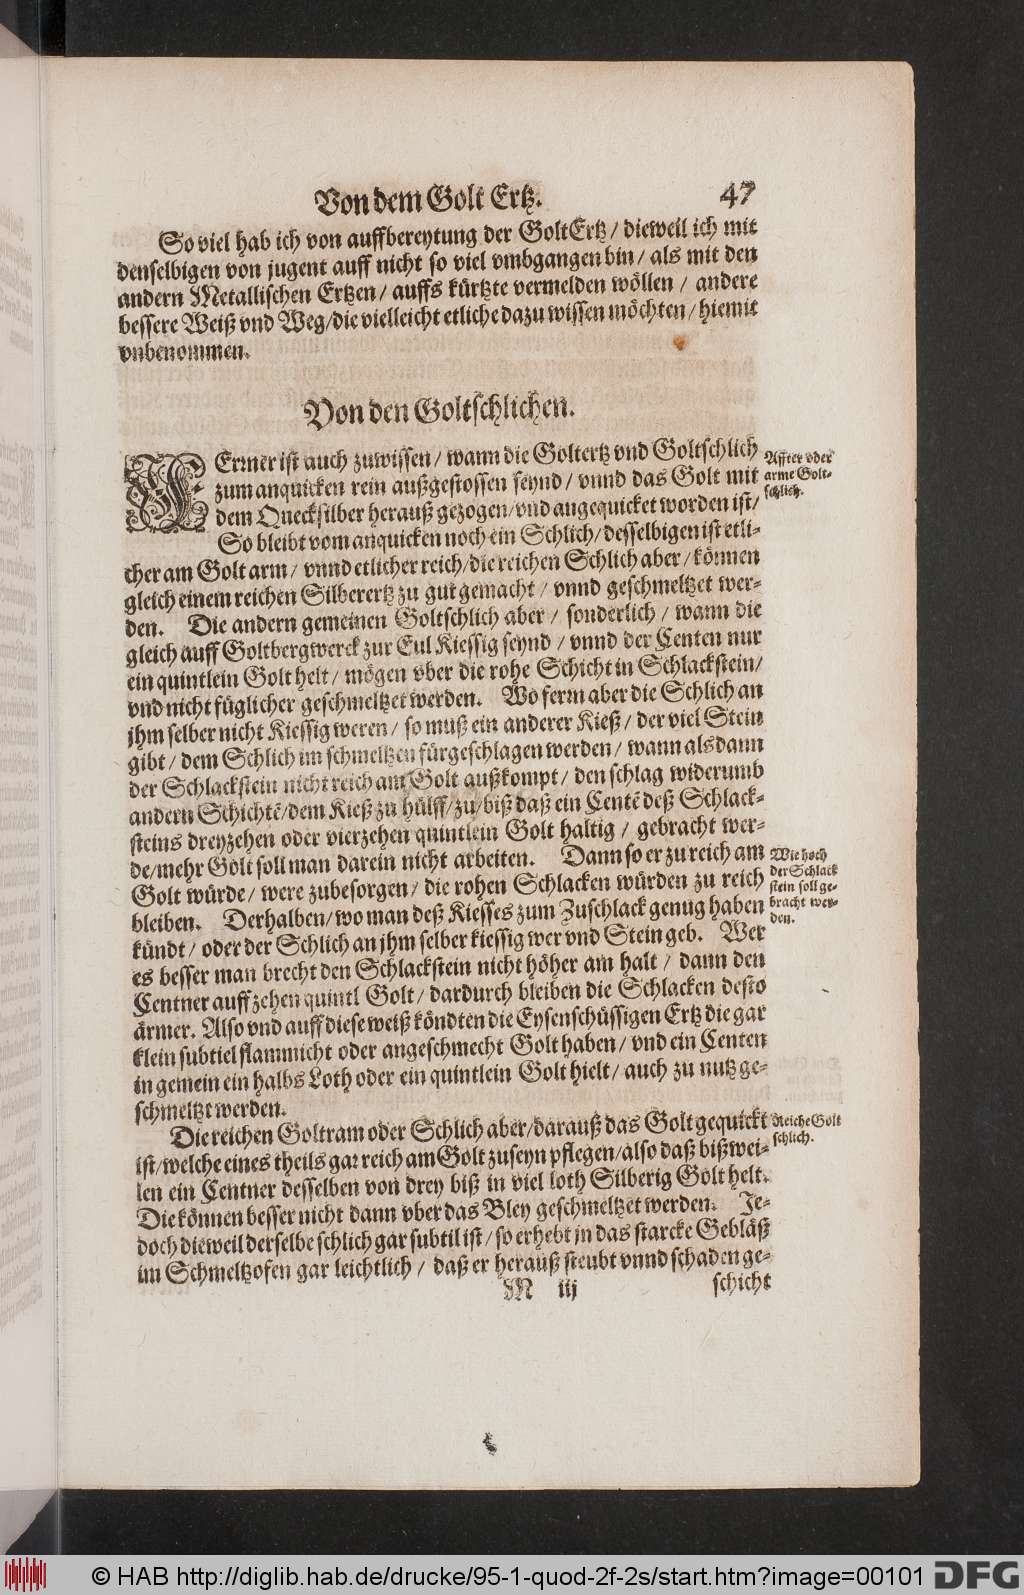 Von dem Golt Ertz. 47
So viel hab ich von auffbereytung der GoltErtz / dieweil ich mit
denselbigen von jugent auff nicht so viel vmbgangen bin / als mit den
andern Metallischen Ertzen / auffs kürtzte vermelden wöllen / andere
bessere Weiß vnd Weg / die vielleicht etliche dazu wissen möchten / hiemit
vnbenommen.
Von den Goltschlichen.
FErmer ist auch zuwissen / wann die Goltertz vnd Goltschlich
zum anquicken rein außgestossen seynd / vnnd das Golt mit
dem Quecksilber herauß gezogen / vnd angequicket worden ist /
So bleibt vom anquicken noch ein Schlich / desselbigen ist etli-
cher am Golt arm / vnnd etlicher reich / die reichen Schlich aber / können
gleich einem reichen Silberertz zu gut gemacht / vnnd geschmeltzet wer-
den. Die andern gemeinen Goltschlich aber / sonderlich / wann die
gleich auff Goltbergwerck zur Eul Kiessig seynd / vnnd der Centen nur
ein quintlein Golt helt / mögen vber die rohe Schicht in Schlackstein /
vnd nicht füglicher geschmeltzet werden. Wo ferrn aber die Schlich an
jhm selber nicht Kiessig weren / so muß ein anderer Kieß / der viel Stein
gibt / dem Schlich im schmeltzen fürgeschlagen werden / wann als dann
der Schlackstein nicht reich am Golt außkompt / den schlag widerumb
andern Schichtē / dem Kieß zu hülff / zu / biß daß ein Centē deß Schlack-
steins dreyzehen oder vierzehen quintlein Golt haltig / gebracht wer-
de / mehr Golt soll man darein nicht arbeiten. Dann so er zu reich am
Golt würde / were zubesorgen / die rohen Schlacken würden zu reich
bleiben. Derhalben / wo man deß Kiesses zum Zuschlack genug haben
kündt / oder der Schlich an jhm selber kiessig wer vnd Stein geb. Wer
es besser man brecht den Schlackstein nicht höher am halt / dann den
Centner auff zehen quintl Golt / dardurch bleiben die Schlacken desto
ärmer. Also vnd auff diese weiß köndten die Eysenschüssigen Ertz die gar
klein subtiel flammicht oder angeschmecht Golt haben / vnd ein Centen
in gemein ein halbs Loth oder ein quintlein Golt hielt / auch zu nutz ge-
schmeltzt werden.
Die reichen Goltram oder Schlich aber / darauß das Golt gequickt
ist / welche eines theils gar reich am Golt zuseyn pflegen / also daß bißwei-
len ein Centner desselben von drey biß in viel loth Silberig Golt helt.
Die können besser nicht dann vber das Bley geschmeltzet werden. Je-
doch dieweil derselbe schlich gar subtil ist / so erhebt jn das starcke Gebläß
im Schmeltzofen gar leichtlich / daß er herauß steubt vnnd schaden ge-
M iij schicht
Affter oder
arme Golt-
schlich.
Wie hoch
der Schlack
stein soll ge-
bracht wer-
den.
Reiche Golt
schlich.
© HAB http://diglib.hab.de/drucke/95-1-quod-2f-2s/start.htm?image=00101 DFG